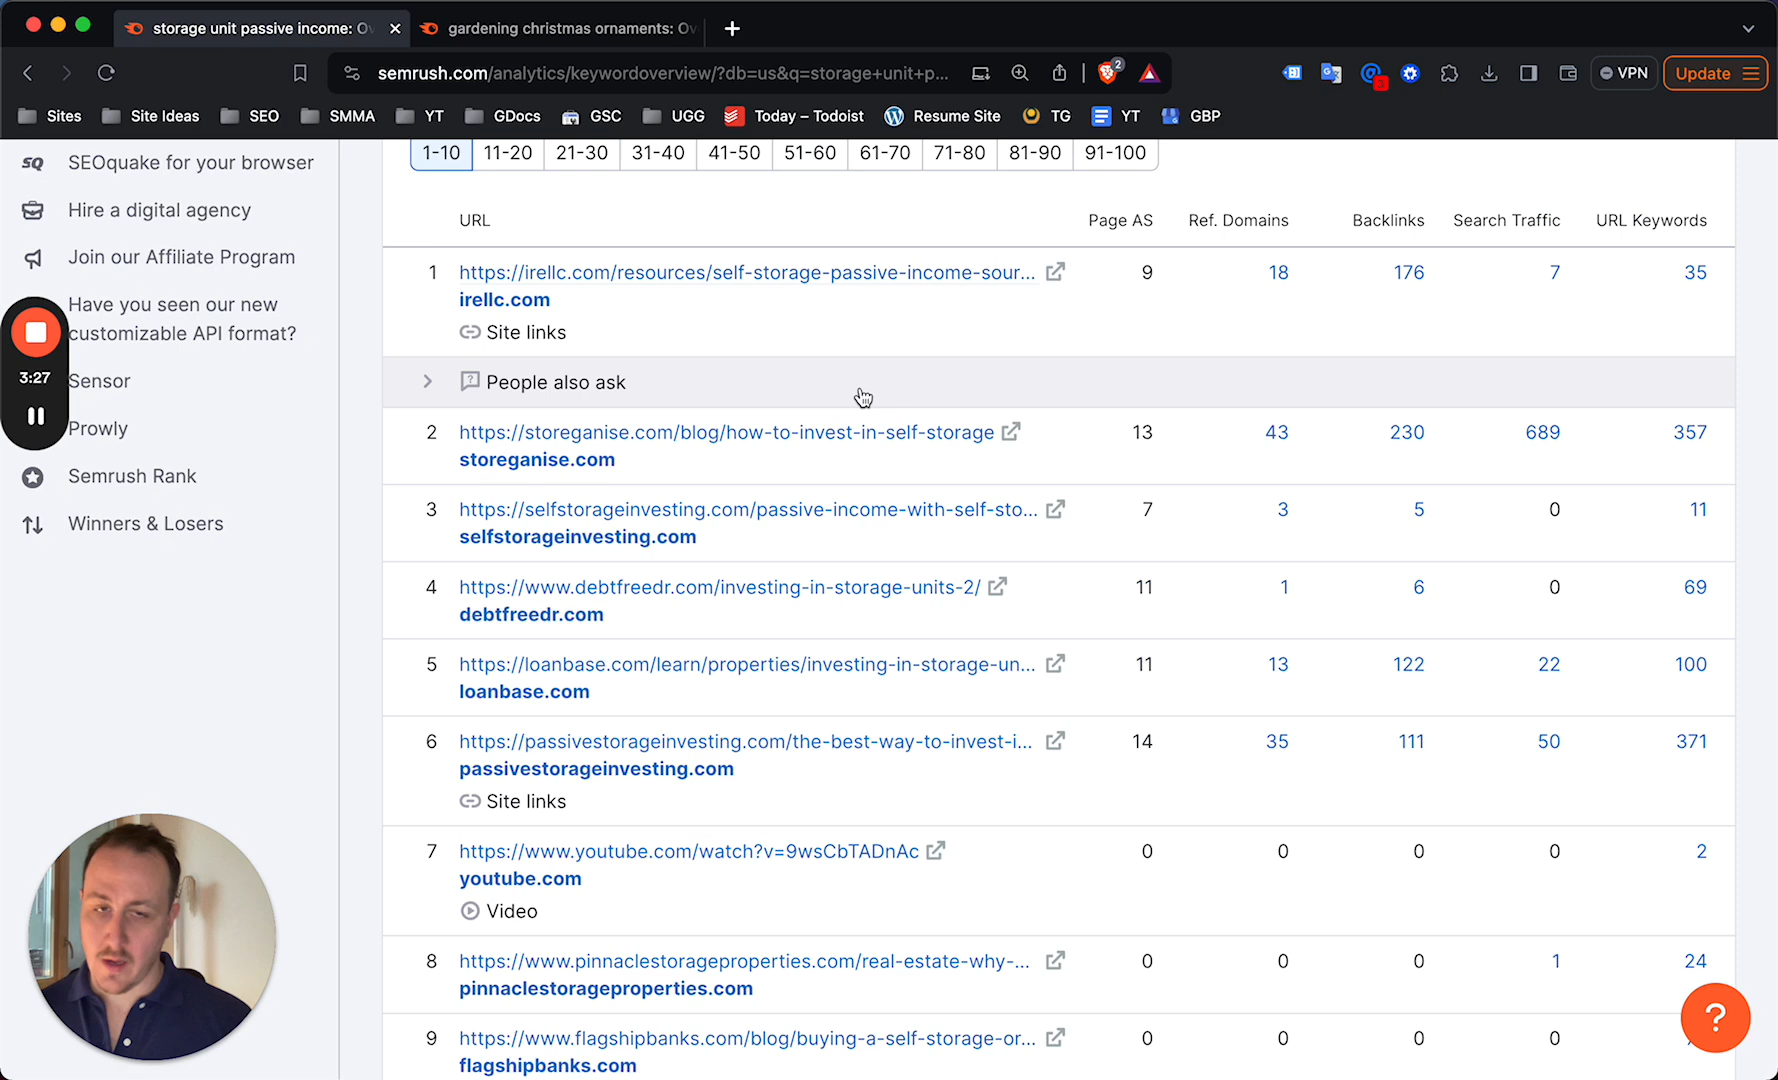 storage unit passive income: Ov
gardening christmas ornaments: Ov
semrush.com/analytics/keywordoverview/?db=us&q=storage+unit+p...
2
3
VPN
Update
Sites
Site Ideas
SEO
SMMA
YT
GDocs
GSC
UGG
Today – Todoist
Resume Site
TG
YT
GBP
SEOquake for your browser
Hire a digital agency
Join our Affiliate Program
Have you seen our new
customizable API format?
Sensor
Prowly
Semrush Rank
Winners & Losers
3:27
1-10 11-20 21-30 31-40 41-50 51-60 61-70 71-80 81-90 91-100
URL Page AS Ref. Domains Backlinks Search Traffic URL Keywords
1 https://irellc.com/resources/self-storage-passive-income-sour... 9 18 176 7 35
irellc.com
Site links
People also ask
2 https://storeganise.com/blog/how-to-invest-in-self-storage 13 43 230 689 357
storeganise.com
3 https://selfstorageinvesting.com/passive-income-with-self-sto... 7 3 5 0 11
selfstorageinvesting.com
4 https://www.debtfreedr.com/investing-in-storage-units-2/ 11 1 6 0 69
debtfreedr.com
5 https://loanbase.com/learn/properties/investing-in-storage-un... 11 13 122 22 100
loanbase.com
6 https://passivestorageinvesting.com/the-best-way-to-invest-i... 14 35 111 50 371
passivestorageinvesting.com
Site links
7 https://www.youtube.com/watch?v=9wsCbTADnAc 0 0 0 0 2
youtube.com
Video
8 https://www.pinnaclestorageproperties.com/real-estate-why-... 0 0 0 1 24
pinnaclestorageproperties.com
9 https://www.flagshipbanks.com/blog/buying-a-self-storage-or... 0 0 0 0
flagshipbanks.com
?